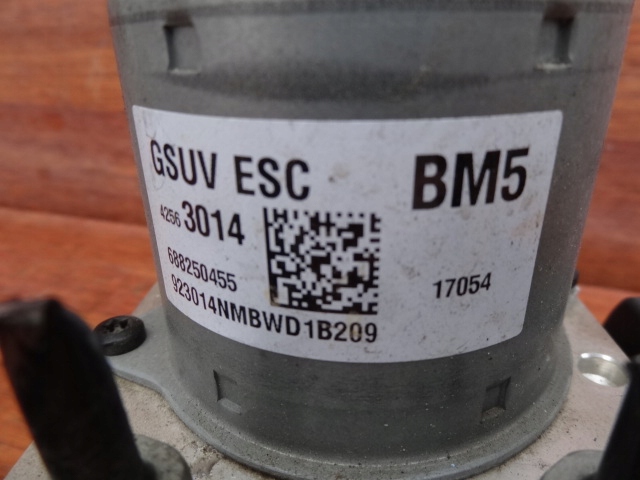 GSUV ESC BM5
4256 3014
688250455 17054
923014NMBWD1B209